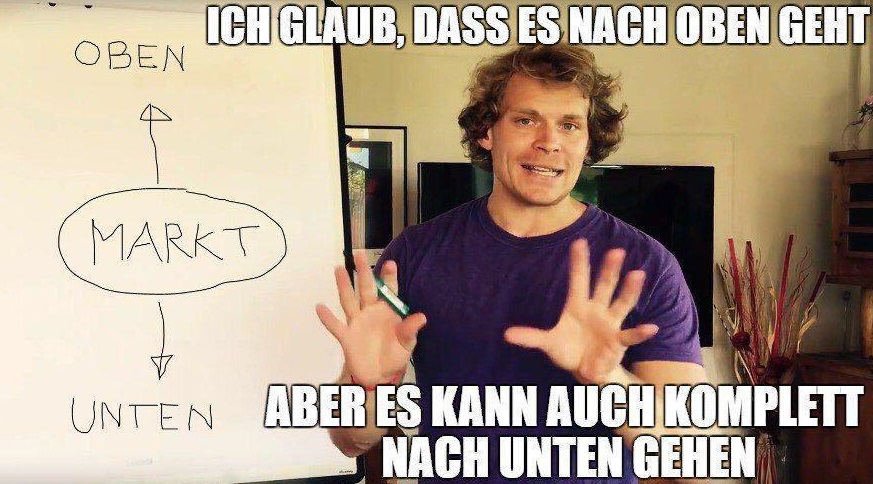 ICH GLAUB, DASS ES NACH OBEN GEHT
OBEN
MARKT
UNTEN
ABER ES KANN AUCH KOMPLETT
NACH UNTEN GEHEN